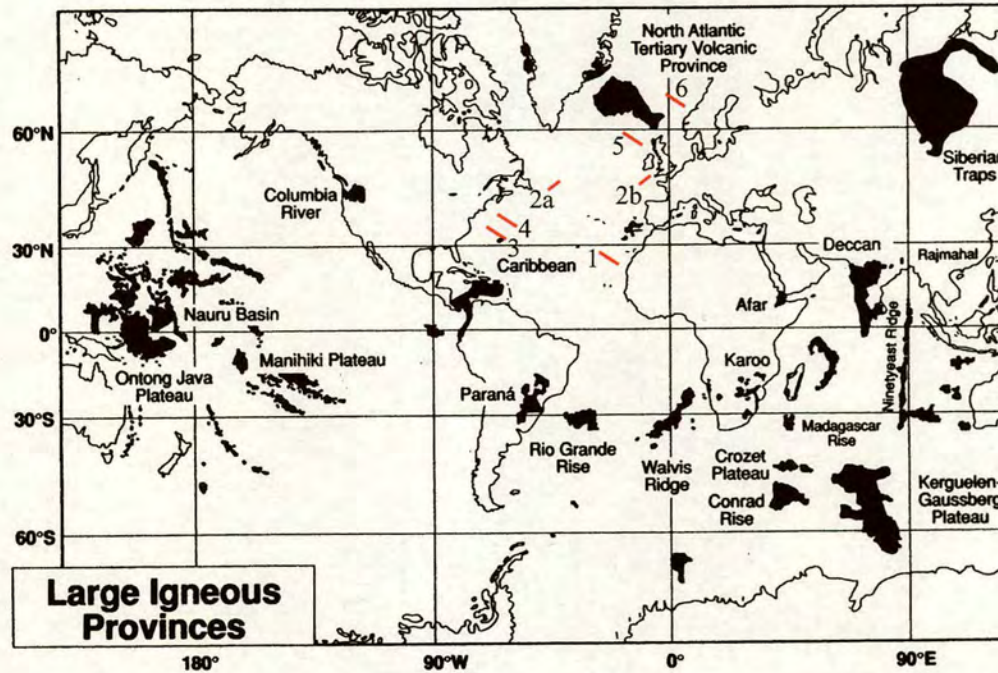 North Atlantic
Tertiary Volcanic
Province
6
60°N
5
Siberian
Traps
Columbia
River
2a
2b
4
30°N
3
Caribbean
1
Deccan
Rajmahal
Nauru Basin
Afar
0°
Manihiki Plateau
Karoo
Ninetyeast Ridge
Ontong Java
Plateau
Paraná
30°S
Madagascar
Rise
Rio Grande
Rise
Walvis
Ridge
Crozet
Plateau
Conrad
Rise
Kerguelen-
Gaussberg
Plateau
60°S
Large Igneous
Provinces
180°
90°W
0°
90°E